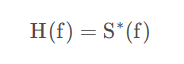 H(f) = S*(f)